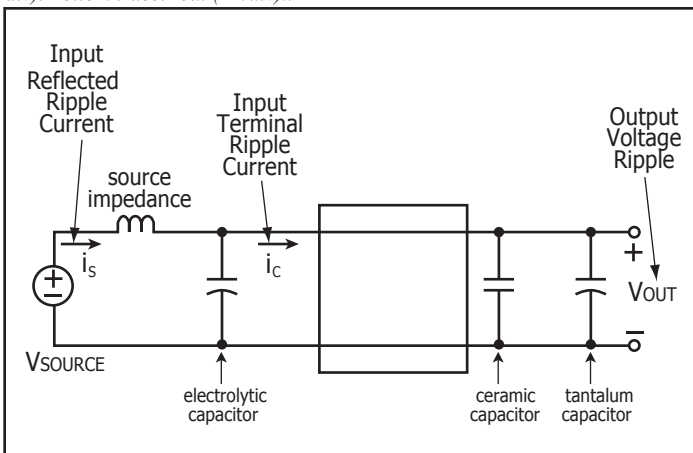 Input
Reflected
Ripple
Current
Input
Terminal
Ripple
Current
Output
Voltage
Ripple
source
impedance
iS
iC
+
−
+
VOUT
−
VSOURCE
electrolytic
capacitor
ceramic
capacitor
tantalum
capacitor